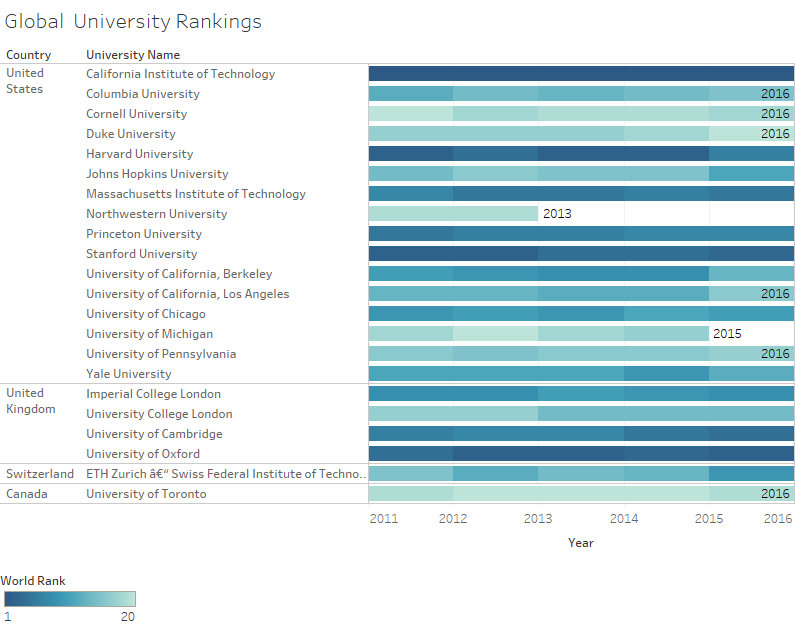 Global University Rankings
Country University Name
United States California Institute of Technology
Columbia University 2016
Cornell University 2016
Duke University 2016
Harvard University
Johns Hopkins University
Massachusetts Institute of Technology
Northwestern University 2013
Princeton University
Stanford University
University of California, Berkeley
University of California, Los Angeles 2016
University of Chicago
University of Michigan 2015
University of Pennsylvania 2016
Yale University
United Kingdom Imperial College London
University College London
University of Cambridge
University of Oxford
Switzerland ETH Zurich â€“ Swiss Federal Institute of Techno..
Canada University of Toronto 2016
2011 2012 2013 2014 2015 2016
Year
World Rank
1 20